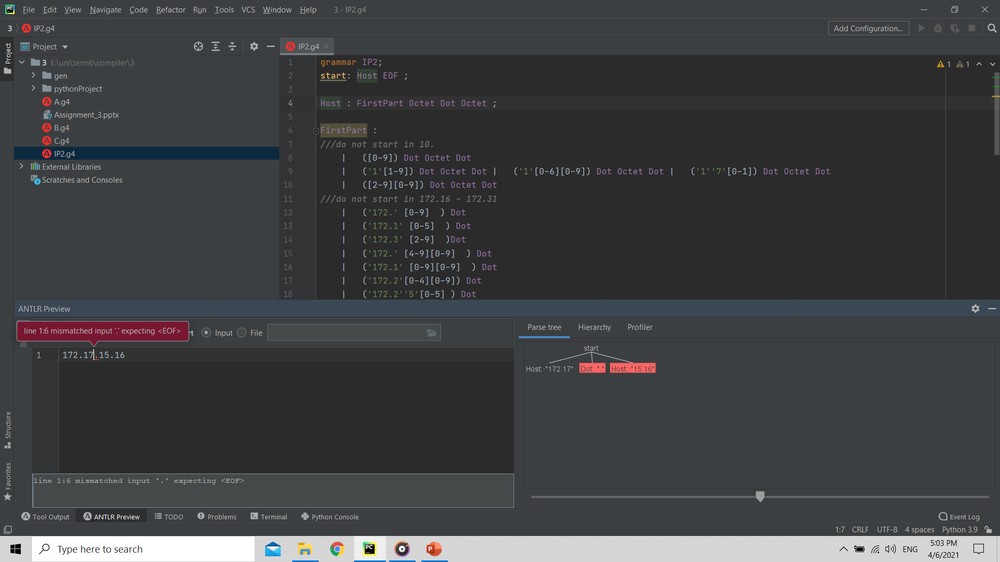 PC File Edit View Navigate Code Refactor Run Tools VCS Window Help 3 - IP2.g4
3 IP2.g4 Add Configuration...
Project
Project
IP2.g4
3 E:\uni\term6\compiler\3
gen
pythonProject
A.g4
Assignment_3.pptx
B.g4
C.g4
IP2.g4
External Libraries
Scratches and Consoles
1 grammar IP2;
1 1
2 start: Host EOF ;
3
4 Host : FirstPart Octet Dot Octet ;
5
6 FirstPart :
7 ///do not start in 10.
8 | ([0-9]) Dot Octet Dot
9 | ('1'[1-9]) Dot Octet Dot | ('1'[0-6][0-9]) Dot Octet Dot | ('1''7'[0-1]) Dot Octet Dot
10 | ([2-9][0-9]) Dot Octet Dot
11 ///do not start in 172.16 - 172.31
12 | ('172.' [0-9] ) Dot
13 | ('172.1' [0-5] ) Dot
14 | ('172.3' [2-9] )Dot
15 | ('172.' [4-9][0-9] ) Dot
16 | ('172.1' [0-9][0-9] ) Dot
17 | ('172.2'[0-4][0-9]) Dot
18 | ('172.2''5'[0-5] ) Dot
ANTLR Preview
line 1:6 mismatched input '.' expecting <EOF>
rt Input File
1 172.17.15.16
line 1:6 mismatched input '.' expecting <EOF>
Parse tree Hierarchy Profiler
start
Host:·"172.17" Dot:·"." Host:·"15.16"
Structure
Favorites
Tool Output ANTLR Preview TODO Problems Terminal Python Console Event Log
1:7 CRLF UTF-8 4 spaces Python 3.9
Type here to search
PC
P
ENG
5:03 PM
4/6/2021